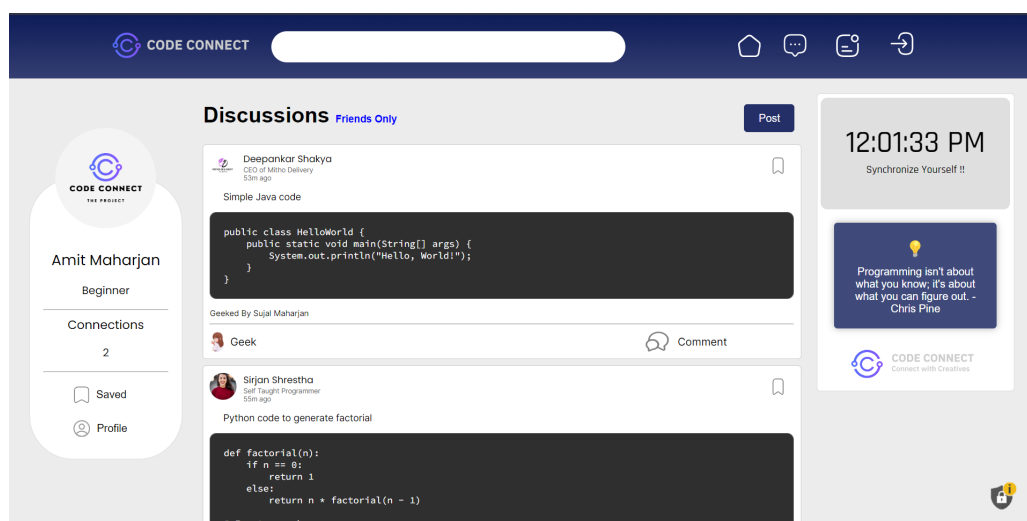 CODE CONNECT
Discussions Friends Only
Post
CODE CONNECT
THE PROJECT
Amit Maharjan
Beginner
Connections
2
Saved
Profile
Deepankar Shakya
CEO of Mitho Delivery
53m ago
Simple Java code
public class HelloWorld {
    public static void main(String[] args) {
        System.out.println("Hello, World!");
    }
}
Geeked By Sujal Maharjan
Geek
Comment
Sirjan Shrestha
Self Taught Programmer
55m ago
Python code to generate factorial
def factorial(n):
    if n == 0:
        return 1
    else:
        return n * factorial(n - 1)
12:01:33 PM
Synchronize Yourself !!
Programming isn't about
what you know; it's about
what you can figure out. -
Chris Pine
CODE CONNECT
Connect with Creatives